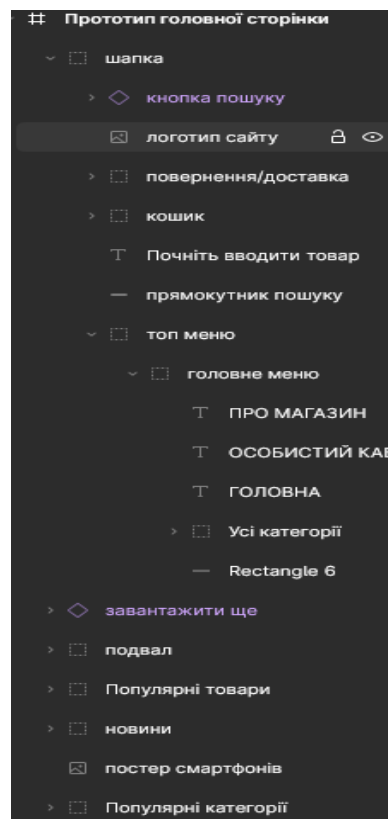 Прототип головної сторінки
шапка
кнопка пошуку
логотип сайту
повернення/доставка
кошик
Почніть вводити товар
прямокутник пошуку
топ меню
головне меню
ПРО МАГАЗИН
ОСОБИСТИЙ КАБ
ГОЛОВНА
Усі категорії
Rectangle 6
завантажити ще
подвал
Популярні товари
новини
постер смартфонів
Популярні категорії